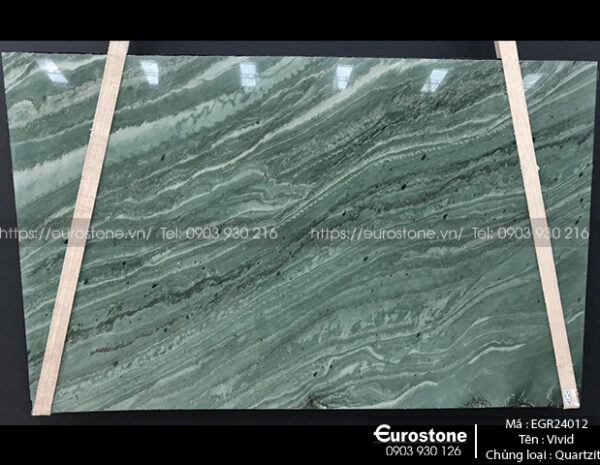 https://eurostone.vn/ Tel: 0903 930 216 https://eurostone.vn/ Tel: 0903 930 216
Eurostone
0903 930 126
Mã : EGR24012
Tên : Vivid
Chủng loại : Quartzit